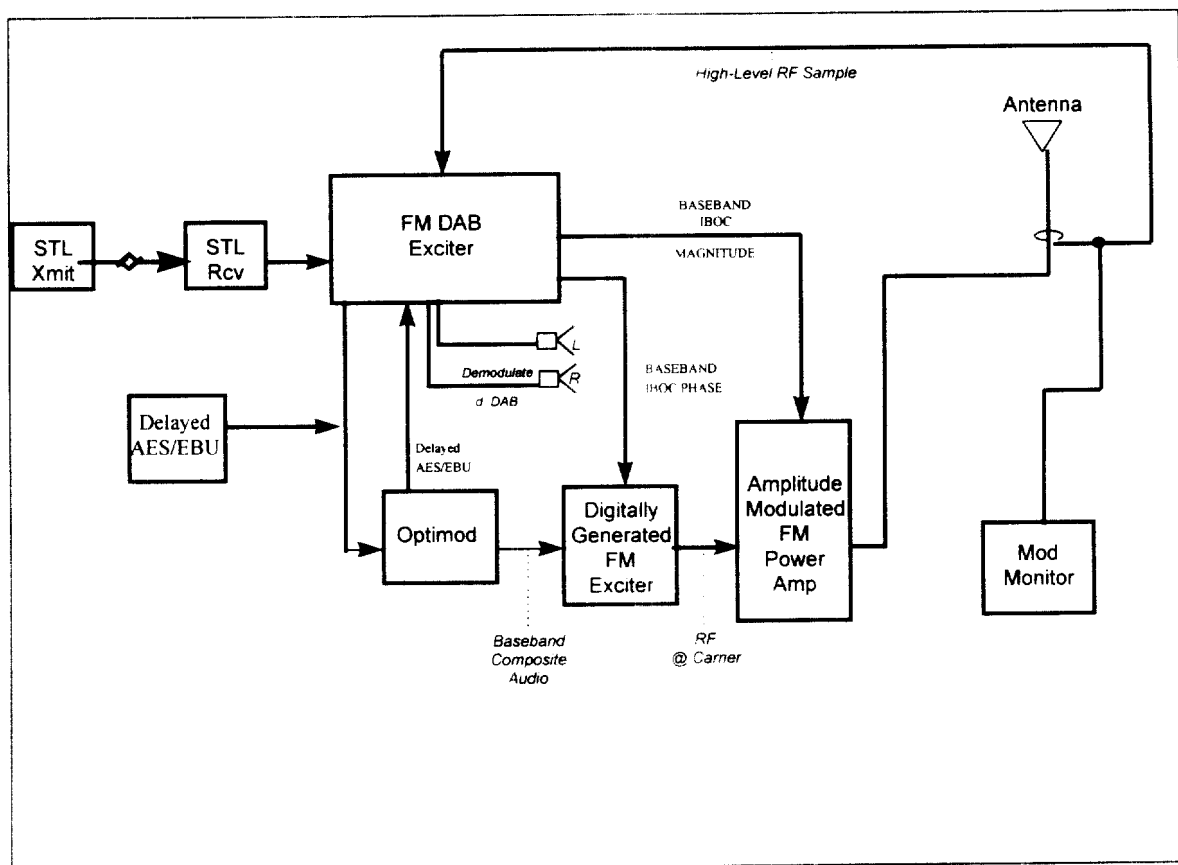 High-Level RF Sample
Antenna
STL
Xmit
STL
Rcv
FM DAB
Exciter
BASEBAND
IBOC
MAGNITUDE
L
Demodulate
R
d DAB
BASEBAND
IBOC PHASE
Delayed
AES/EBU
Delayed
AES/EBU
Optimod
Digitally
Generated
FM
Exciter
Amplitude
Modulated
FM
Power
Amp
Mod
Monitor
Baseband
Composite
Audio
RF
@ Carrier